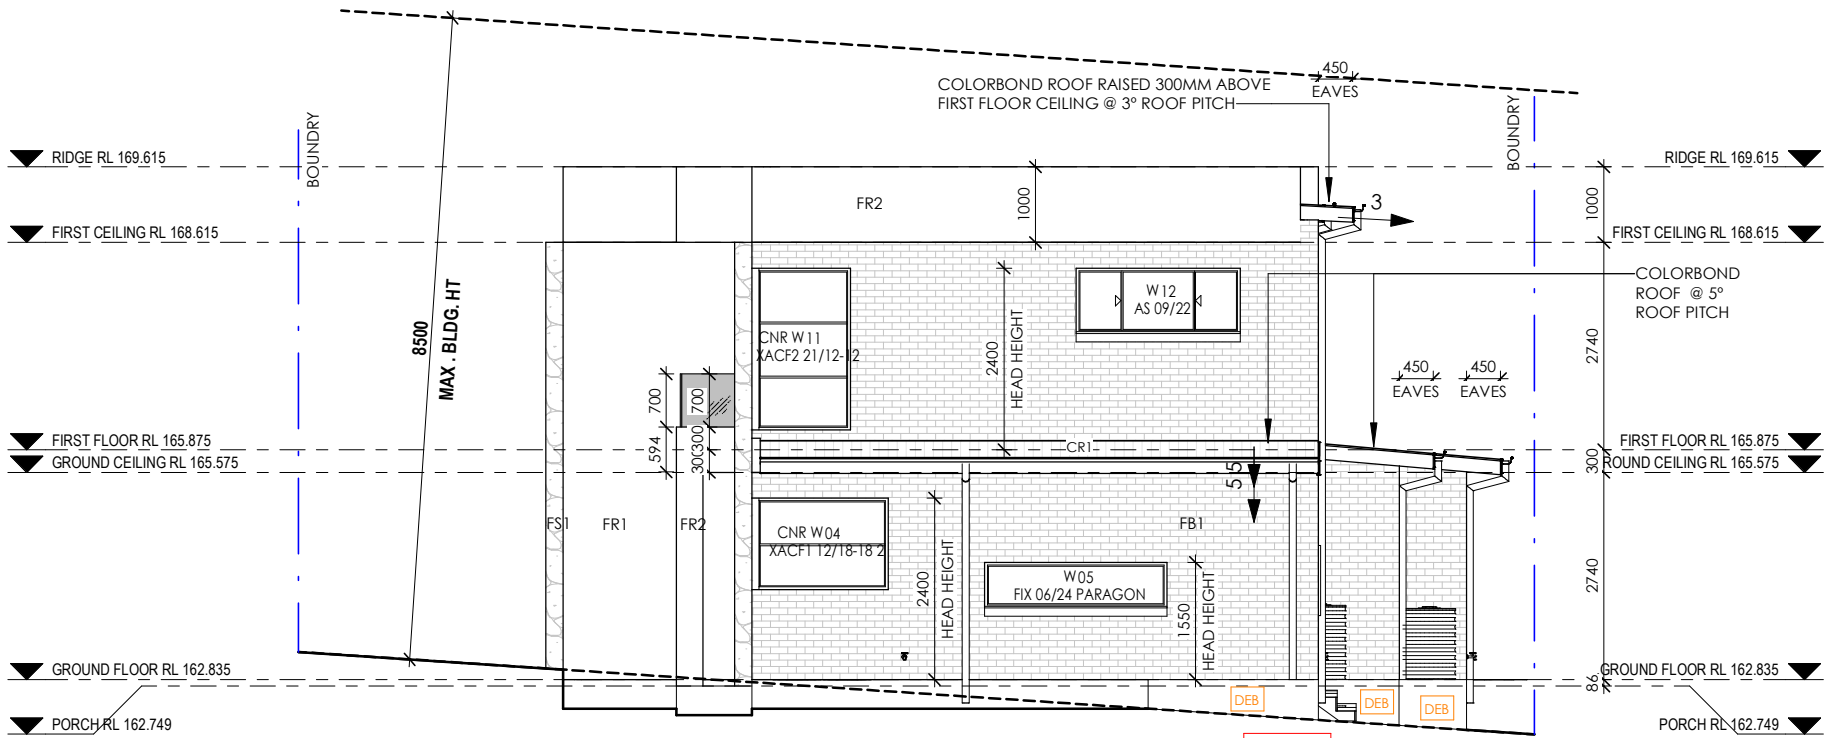 450
EAVES
COLORBOND ROOF RAISED 300MM ABOVE
FIRST FLOOR CEILING @ 3° ROOF PITCH
BOUNDRY
BOUNDRY
RIDGE RL 169.615
RIDGE RL 169.615
FR2
1000
3
1000
FIRST CEILING RL 168.615
FIRST CEILING RL 168.615
8500
MAX. BLDG. HT
COLORBOND
ROOF @ 5°
ROOF PITCH
W12
AS 09/22
CNR W11
XACF2 21/12-12
2400
HEAD HEIGHT
2740
450
EAVES
450
EAVES
700
700
594
300
300
FIRST FLOOR RL 165.875
GROUND CEILING RL 165.575
CR1
FIRST FLOOR RL 165.875
ROUND CEILING RL 165.575
300
5
5
FS1
FR1
FR2
CNR W04
XACF1 12/18-18 2
FB1
2400
HEAD HEIGHT
W05
FIX 06/24 PARAGON
1550
HEAD HEIGHT
2740
GROUND FLOOR RL 162.835
GROUND FLOOR RL 162.835
86
DEB
DEB
DEB
PORCH RL 162.749
PORCH RL 162.749